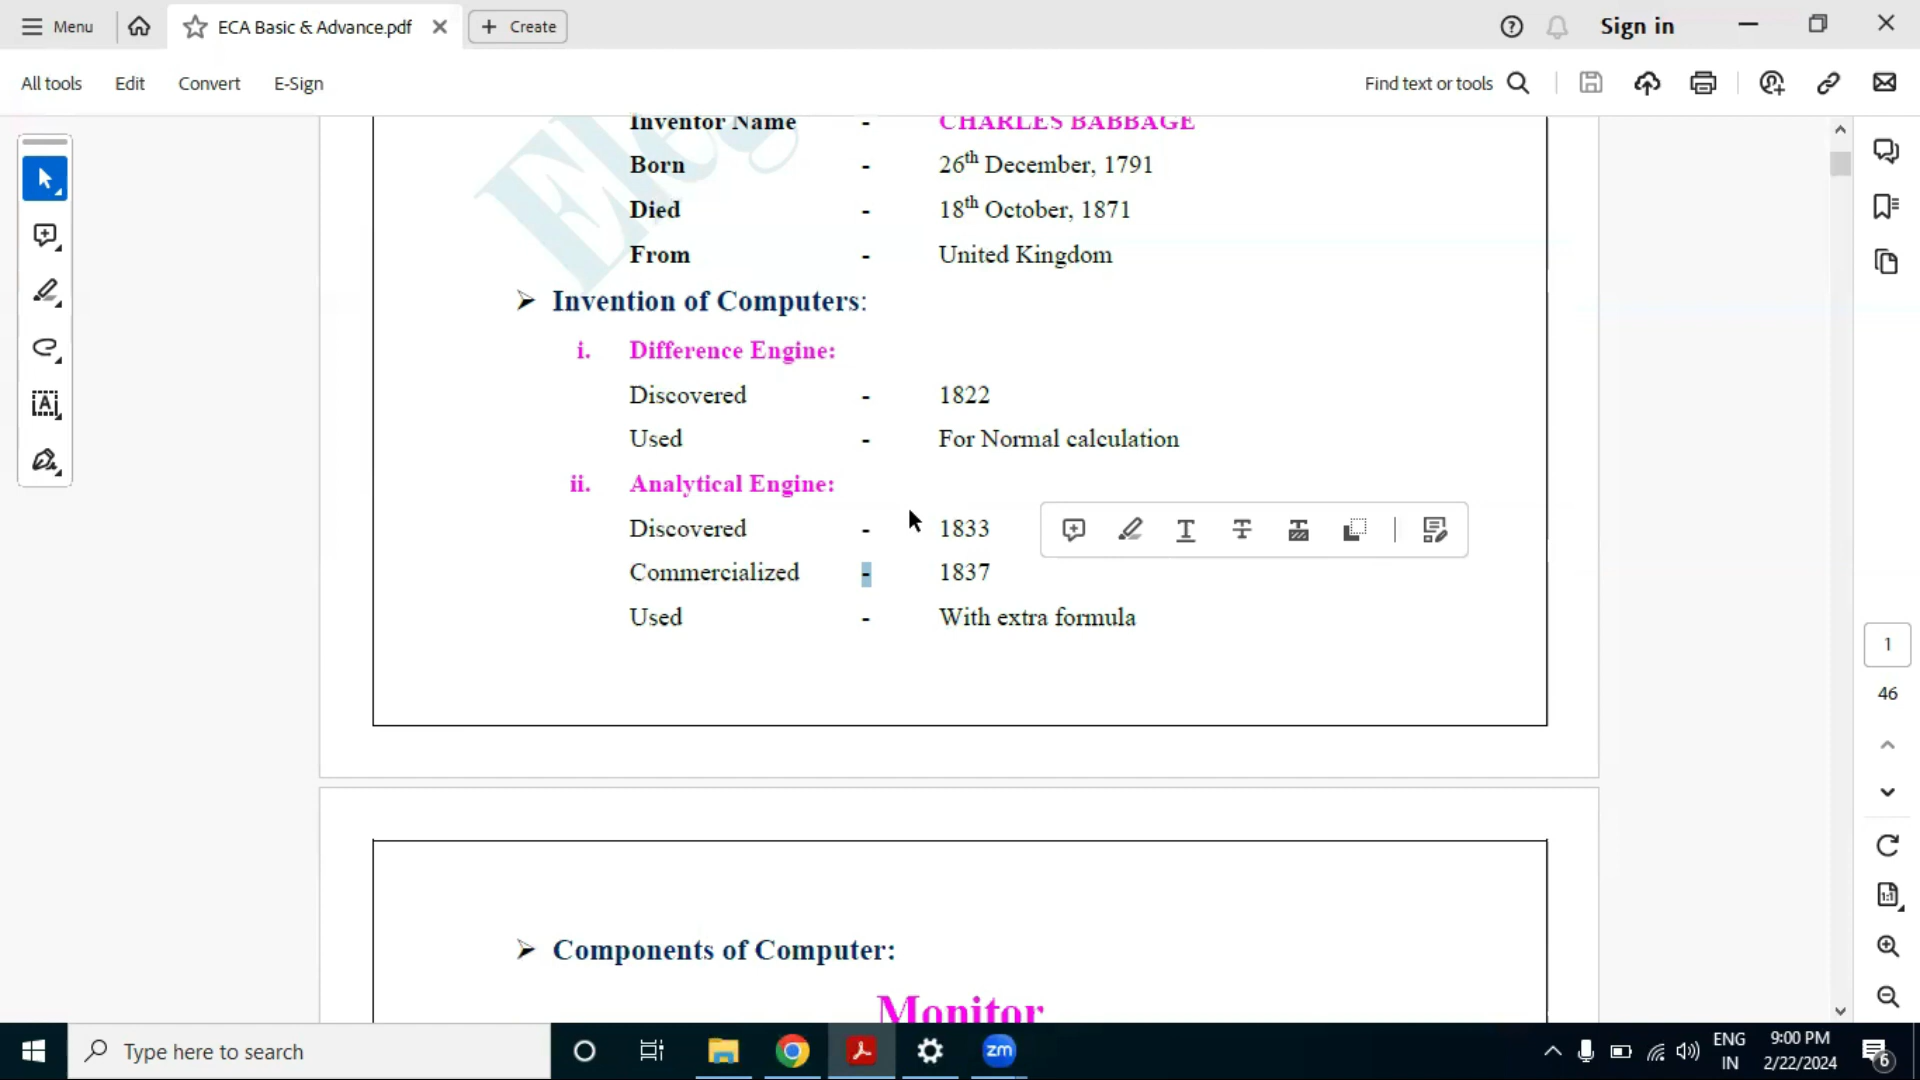 Menu
ECA Basic & Advance.pdf
Create
Sign in
All tools
Edit
Convert
E-Sign
Find text or tools
Inventor Name - CHARLES BABBAGE
Born - 26th December, 1791
Died - 18th October, 1871
From - United Kingdom
➢ Invention of Computers:
i. Difference Engine:
Discovered - 1822
Used - For Normal calculation
ii. Analytical Engine:
Discovered - 1833
Commercialized - 1837
Used - With extra formula
1
46
➢ Components of Computer:
Monitor
Type here to search
zm
ENG
IN
9:00 PM
2/22/2024
6